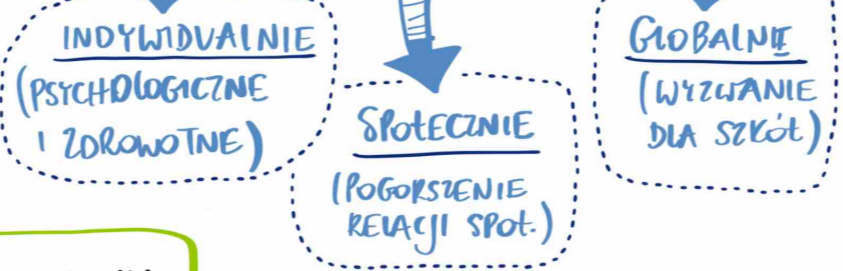 INDYWIDUALNIE
(PSYCHOLOGICZNE
I ZDROWOTNE)
SPOŁECZNIE
(POGORSZENIE
RELACJI SPOŁ.)
GLOBALNIE
(WYZWANIE
DLA SZKÓŁ)